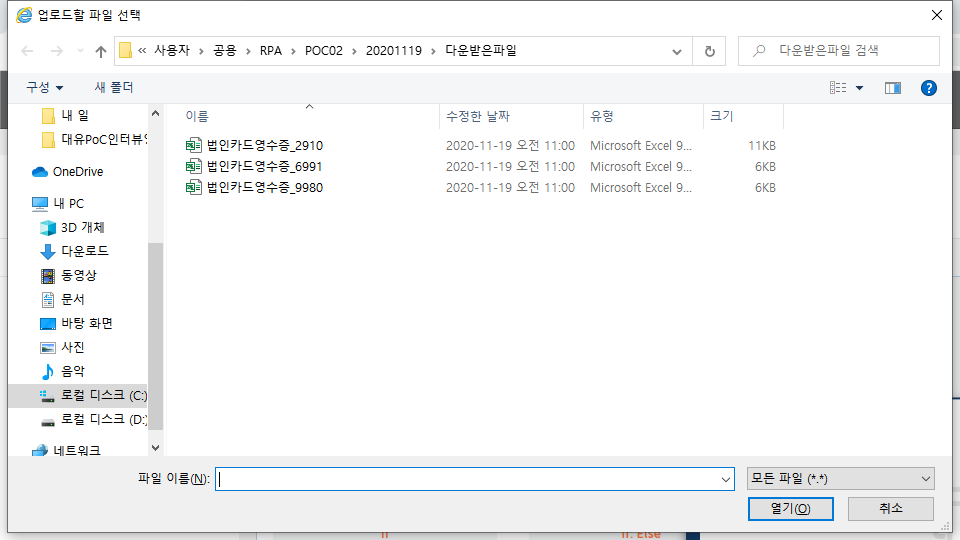 업로드할 파일 선택
« 사용자 › 공용 › RPA › POC02 › 20201119 › 다운받은파일
다운받은파일 검색
구성 새 폴더
이름 수정한 날짜 유형 크기
법인카드영수증_2910 2020-11-19 오전 11:00 Microsoft Excel 9... 11KB
법인카드영수증_6991 2020-11-19 오전 11:00 Microsoft Excel 9... 6KB
법인카드영수증_9980 2020-11-19 오전 11:00 Microsoft Excel 9... 6KB
내 일
대유PoC인터뷰
OneDrive
내 PC
3D 개체
다운로드
동영상
문서
바탕 화면
사진
음악
로컬 디스크 (C:)
로컬 디스크 (D:)
네트워크
파일 이름(N):
모든 파일 (*.*)
열기(O) 취소
If. Else